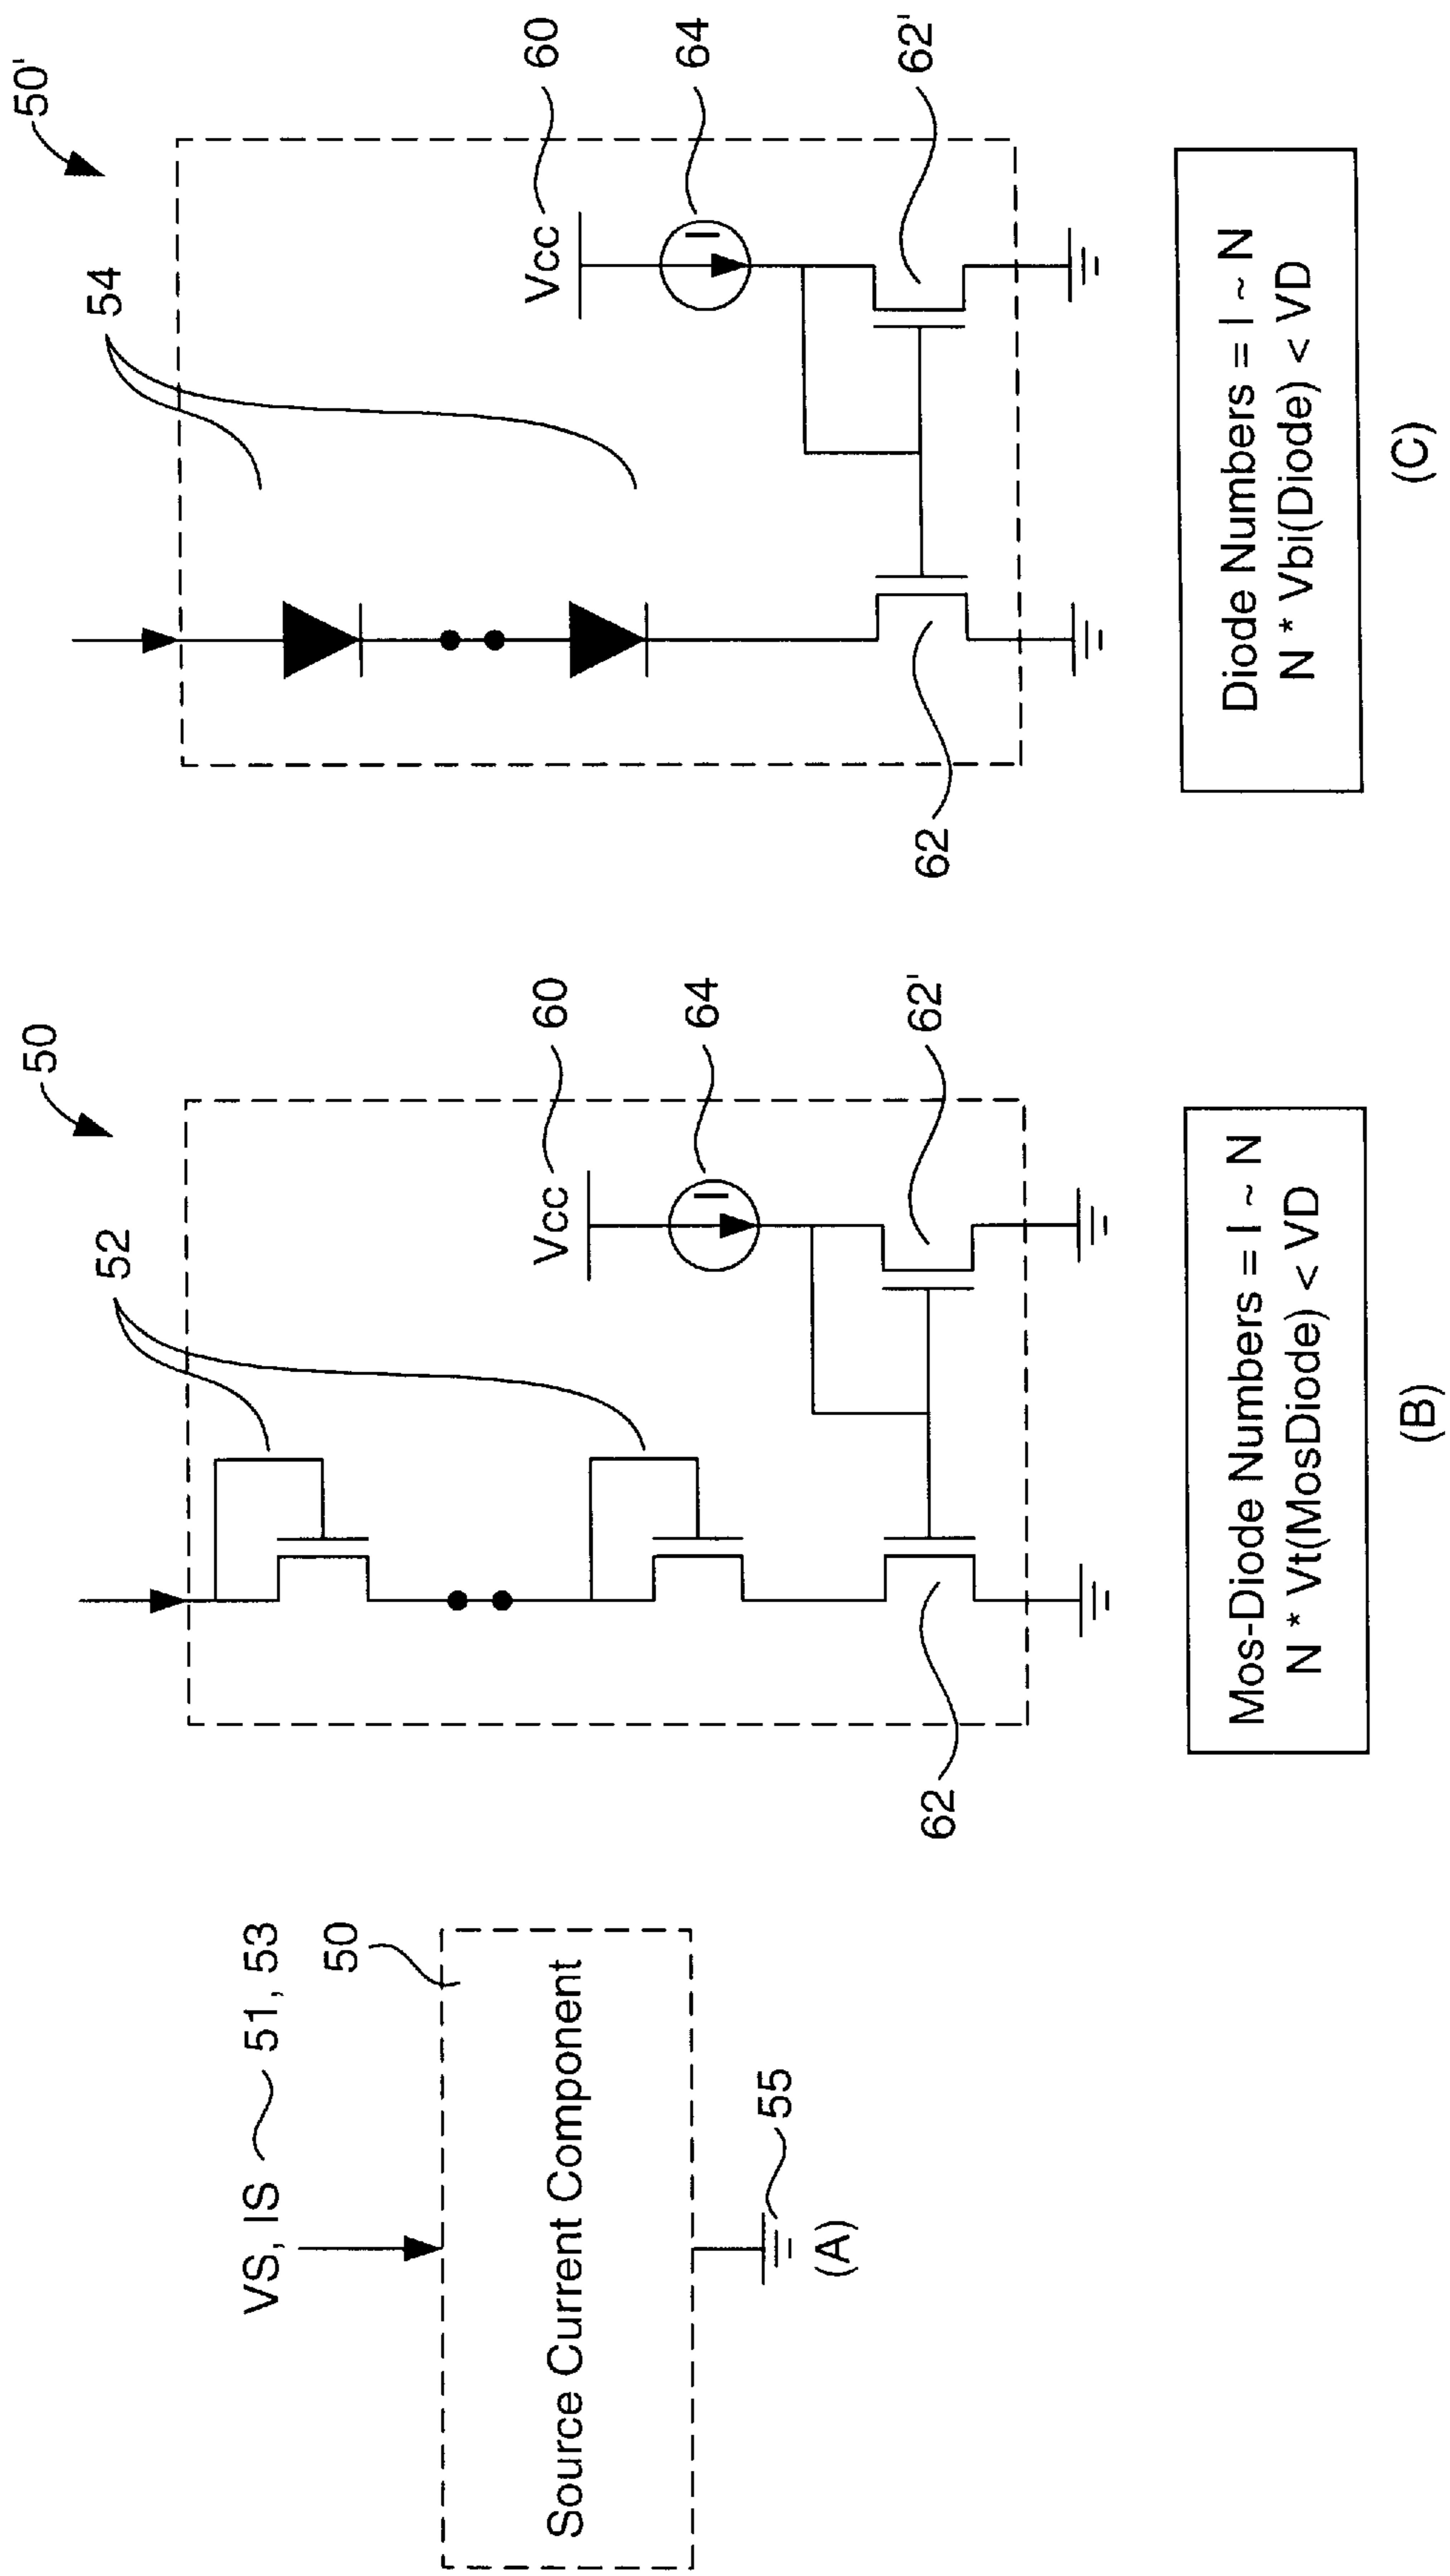 VS, IS
51, 53
50
Source Current Component
55
(A)
50
52
Vcc
60
I
64
62
62'
Mos-Diode Numbers = I ~ N
N * Vt(MosDiode) < VD
(B)
50'
54
Vcc
60
I
64
62
62'
Diode Numbers = I ~ N
N * Vbi(Diode) < VD
(C)